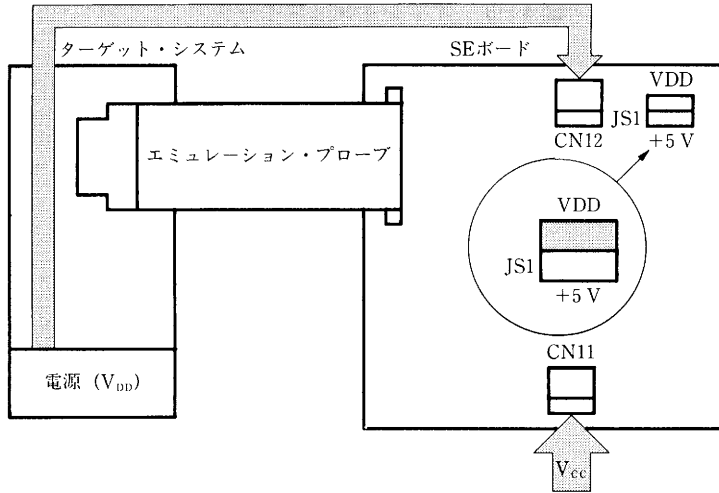 ターゲット・システム
SEボード
VDD
JS1
+5 V
CN12
エミュレーション・プローブ
VDD
JS1
+5 V
CN11
電源 (VDD)
VCC